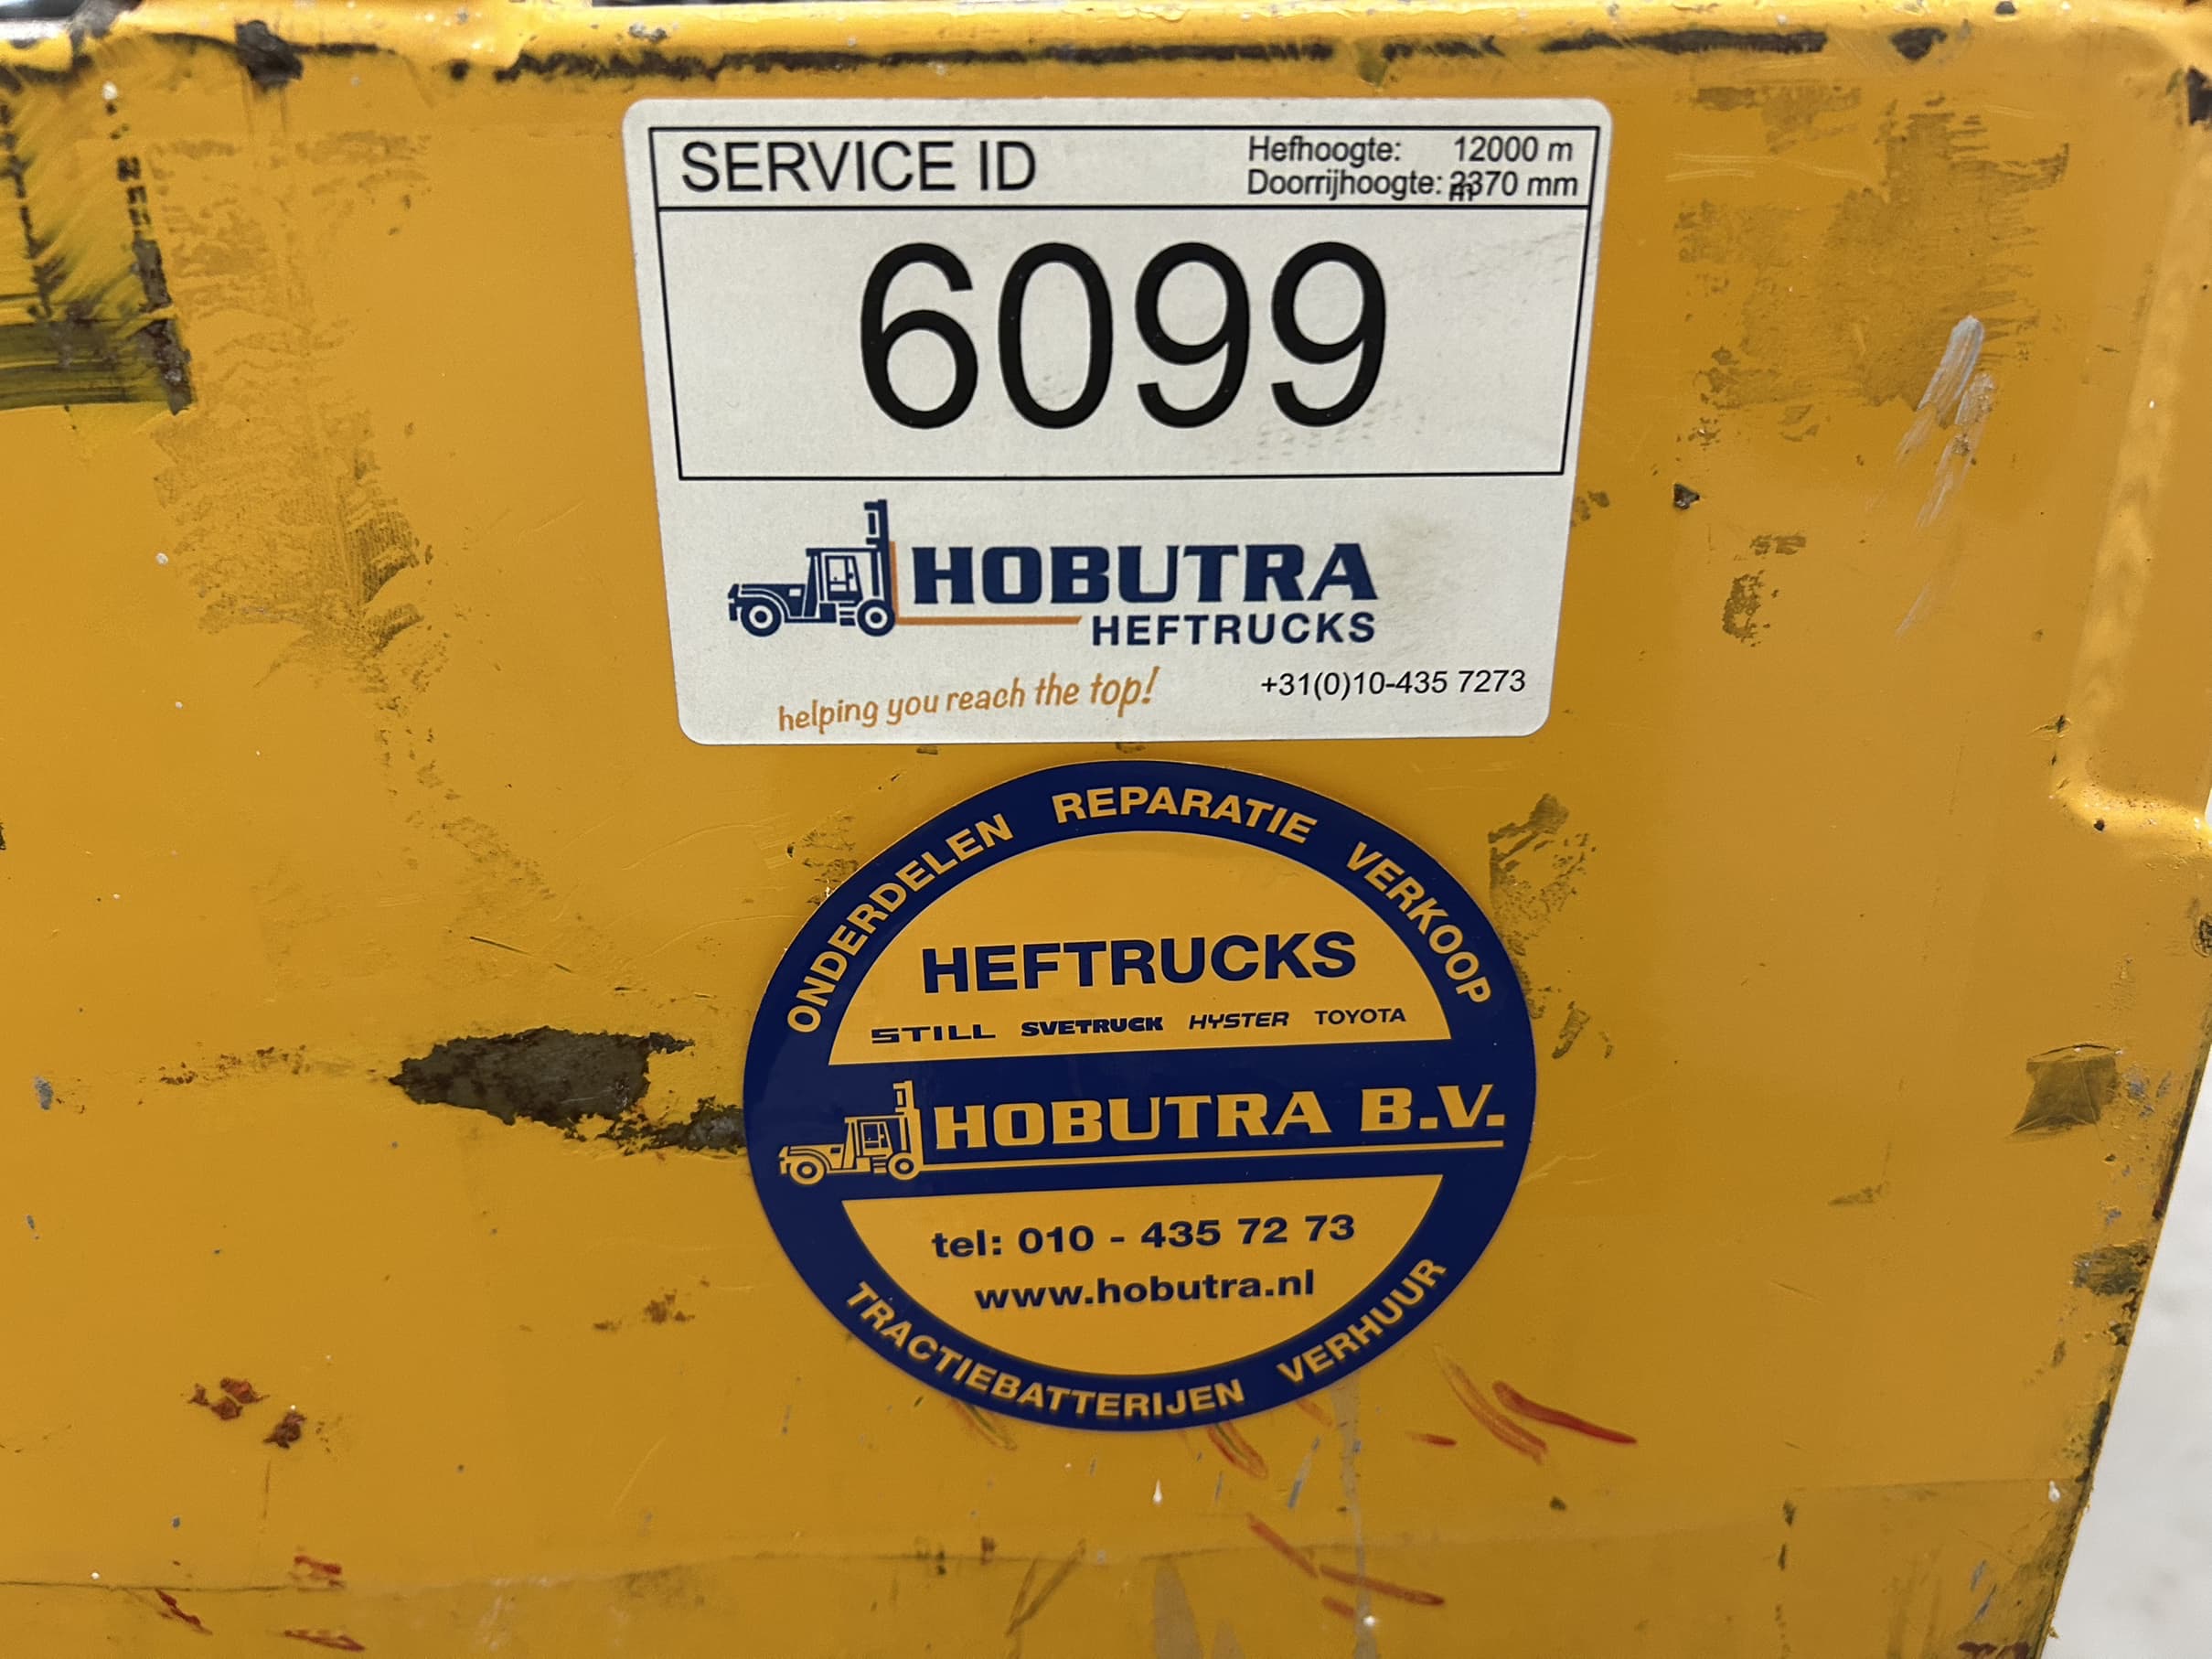 SERVICE ID
Hefhoogte: 12000 m
m
Doorrijhoogte: 2370 mm
6099
HOBUTRA
HEFTRUCKS
helping you reach the top!
+31(0)10-435 7273
ONDERDELEN REPARATIE VERKOOP
HEFTRUCKS
STILL SVETRUCK HYSTER TOYOTA
HOBUTRA B.V.
tel: 010 - 435 72 73
www.hobutra.nl
TRACTIEBATTERIJEN VERHUUR